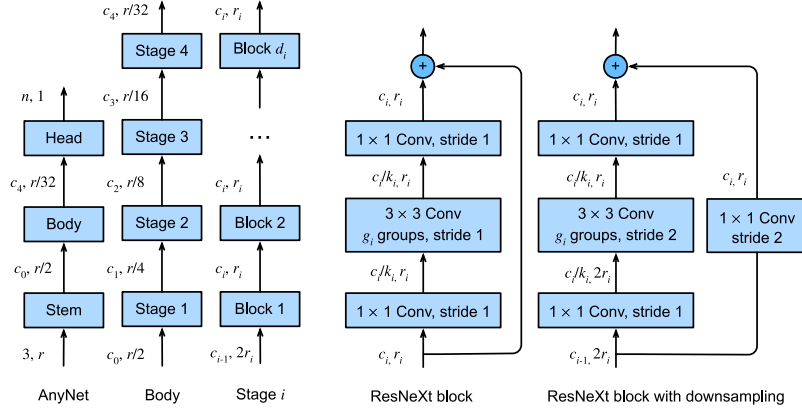 n, 1
Head
c4, r/32
Body
c0, r/2
Stem
3, r
AnyNet
c4, r/32
Stage 4
c3, r/16
Stage 3
c2, r/8
Stage 2
c1, r/4
Stage 1
c0, r/2
Body
ci, ri
Block di
...
ci, ri
Block 2
ci, ri
Block 1
ci-1, 2ri
Stage i
+
ci, ri
1 × 1 Conv, stride 1
ci/ki, ri
3 × 3 Conv
gi groups, stride 1
ci/ki, ri
1 × 1 Conv, stride 1
ci, ri
ResNeXt block
+
ci, ri
1 × 1 Conv, stride 1
ci/ki, ri
3 × 3 Conv
gi groups, stride 2
ci/ki, 2ri
1 × 1 Conv, stride 1
ci-1, 2ri
ci, ri
1 × 1 Conv
stride 2
ResNeXt block with downsampling